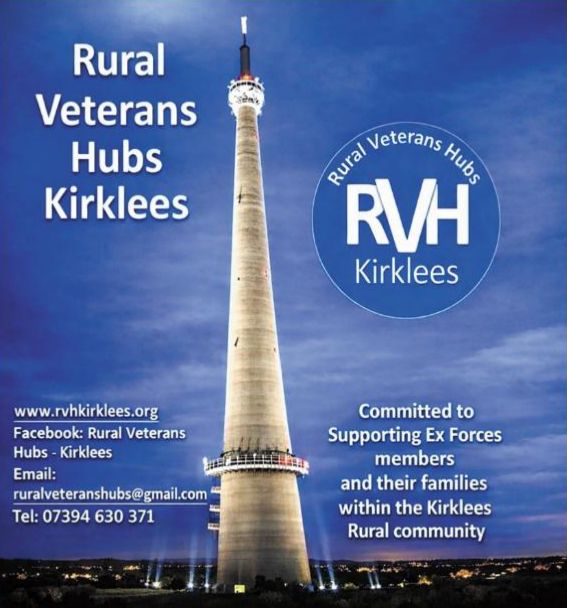 Rural
Veterans
Hubs
Kirklees
Rural Veterans Hubs
RVH
Kirklees
www.rvhkirklees.org
Facebook: Rural Veterans
Hubs - Kirklees
Email:
ruralveteranshubs@gmail.com
Tel: 07394 630 371
Committed to
Supporting Ex Forces
members
and their families
within the Kirklees
Rural community